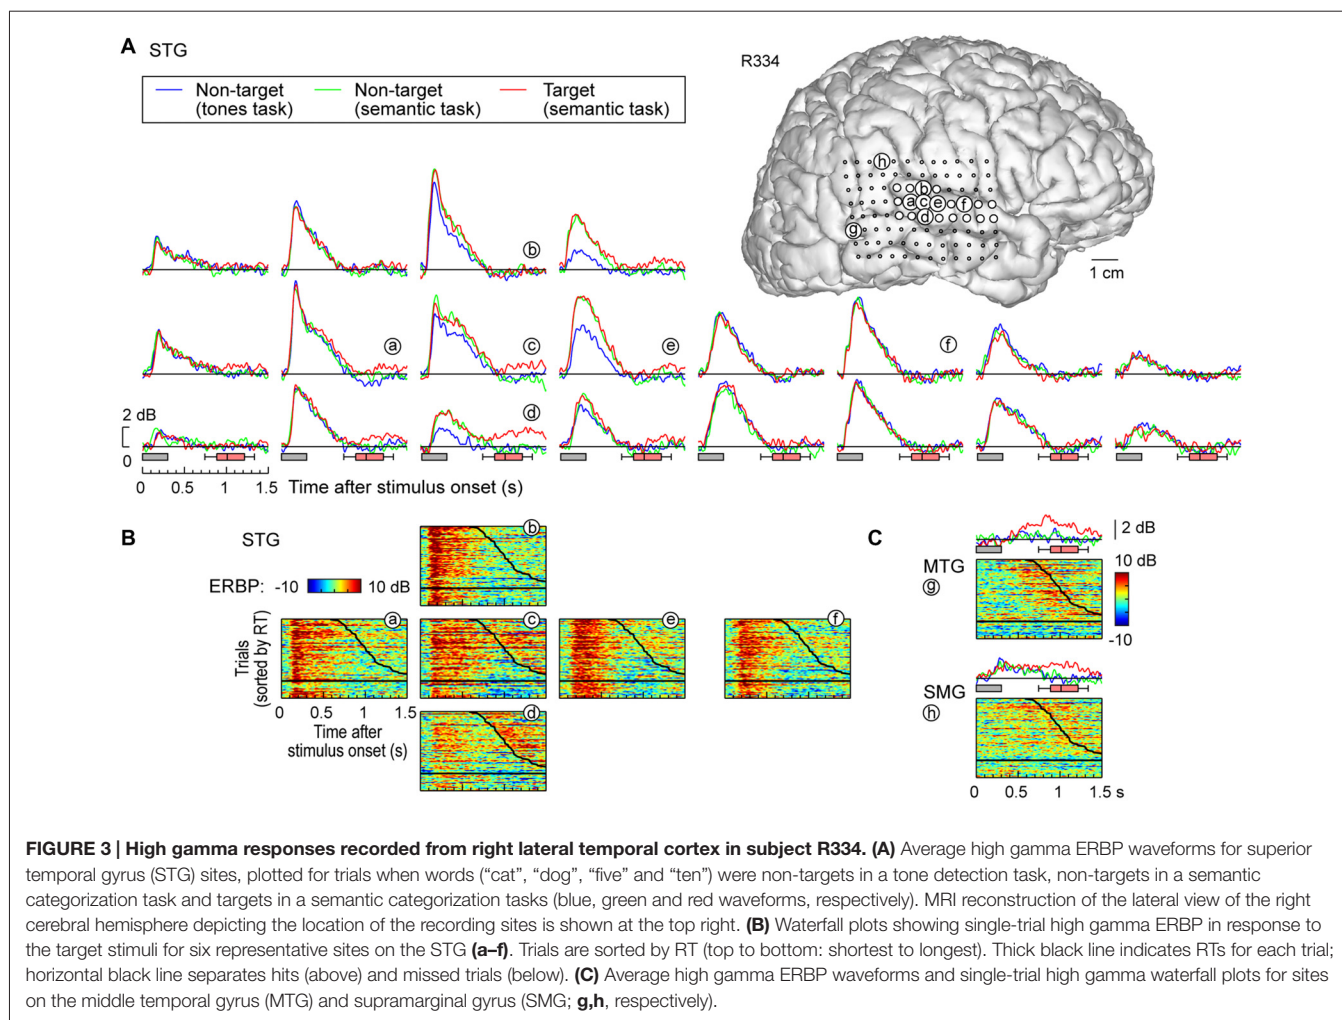 A STG
R334
Non-target (tones task)
Non-target (semantic task)
Target (semantic task)
h
b
a c e f
d
g
1 cm
b
a
c
e
f
d
2 dB
0
0 0.5 1.0 1.5 Time after stimulus onset (s)
B STG
ERBP: -10 10 dB
b
a
c
e
f
d
Trials
(sorted by RT)
0 0.5 1.0 1.5
Time after
stimulus onset (s)
C
2 dB
MTG
g
10 dB
-10
SMG
h
0 0.5 1 1.5 s
FIGURE 3 | High gamma responses recorded from right lateral temporal cortex in subject R334. (A) Average high gamma ERBP waveforms for superior
temporal gyrus (STG) sites, plotted for trials when words (“cat”, “dog”, “five” and “ten”) were non-targets in a tone detection task, non-targets in a semantic
categorization task and targets in a semantic categorization tasks (blue, green and red waveforms, respectively). MRI reconstruction of the lateral view of the right
cerebral hemisphere depicting the location of the recording sites is shown at the top right. (B) Waterfall plots showing single-trial high gamma ERBP in response to
the target stimuli for six representative sites on the STG (a–f). Trials are sorted by RT (top to bottom: shortest to longest). Thick black line indicates RTs for each trial;
horizontal black line separates hits (above) and missed trials (below). (C) Average high gamma ERBP waveforms and single-trial high gamma waterfall plots for sites
on the middle temporal gyrus (MTG) and supramarginal gyrus (SMG; g,h, respectively).